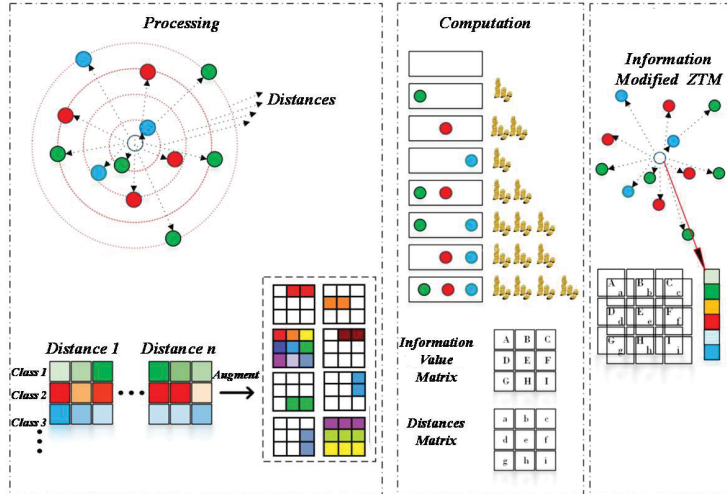 Processing
Distances
Distance 1
Distance n
Class 1
Class 2
Class 3
Augment
Computation
Information
Value
Matrix
A B C
D E F
G H I
Distances
Matrix
a b c
d e f
g h i
Information
Modified ZTM
A a B b C c
D d E e F f
G g H h I i